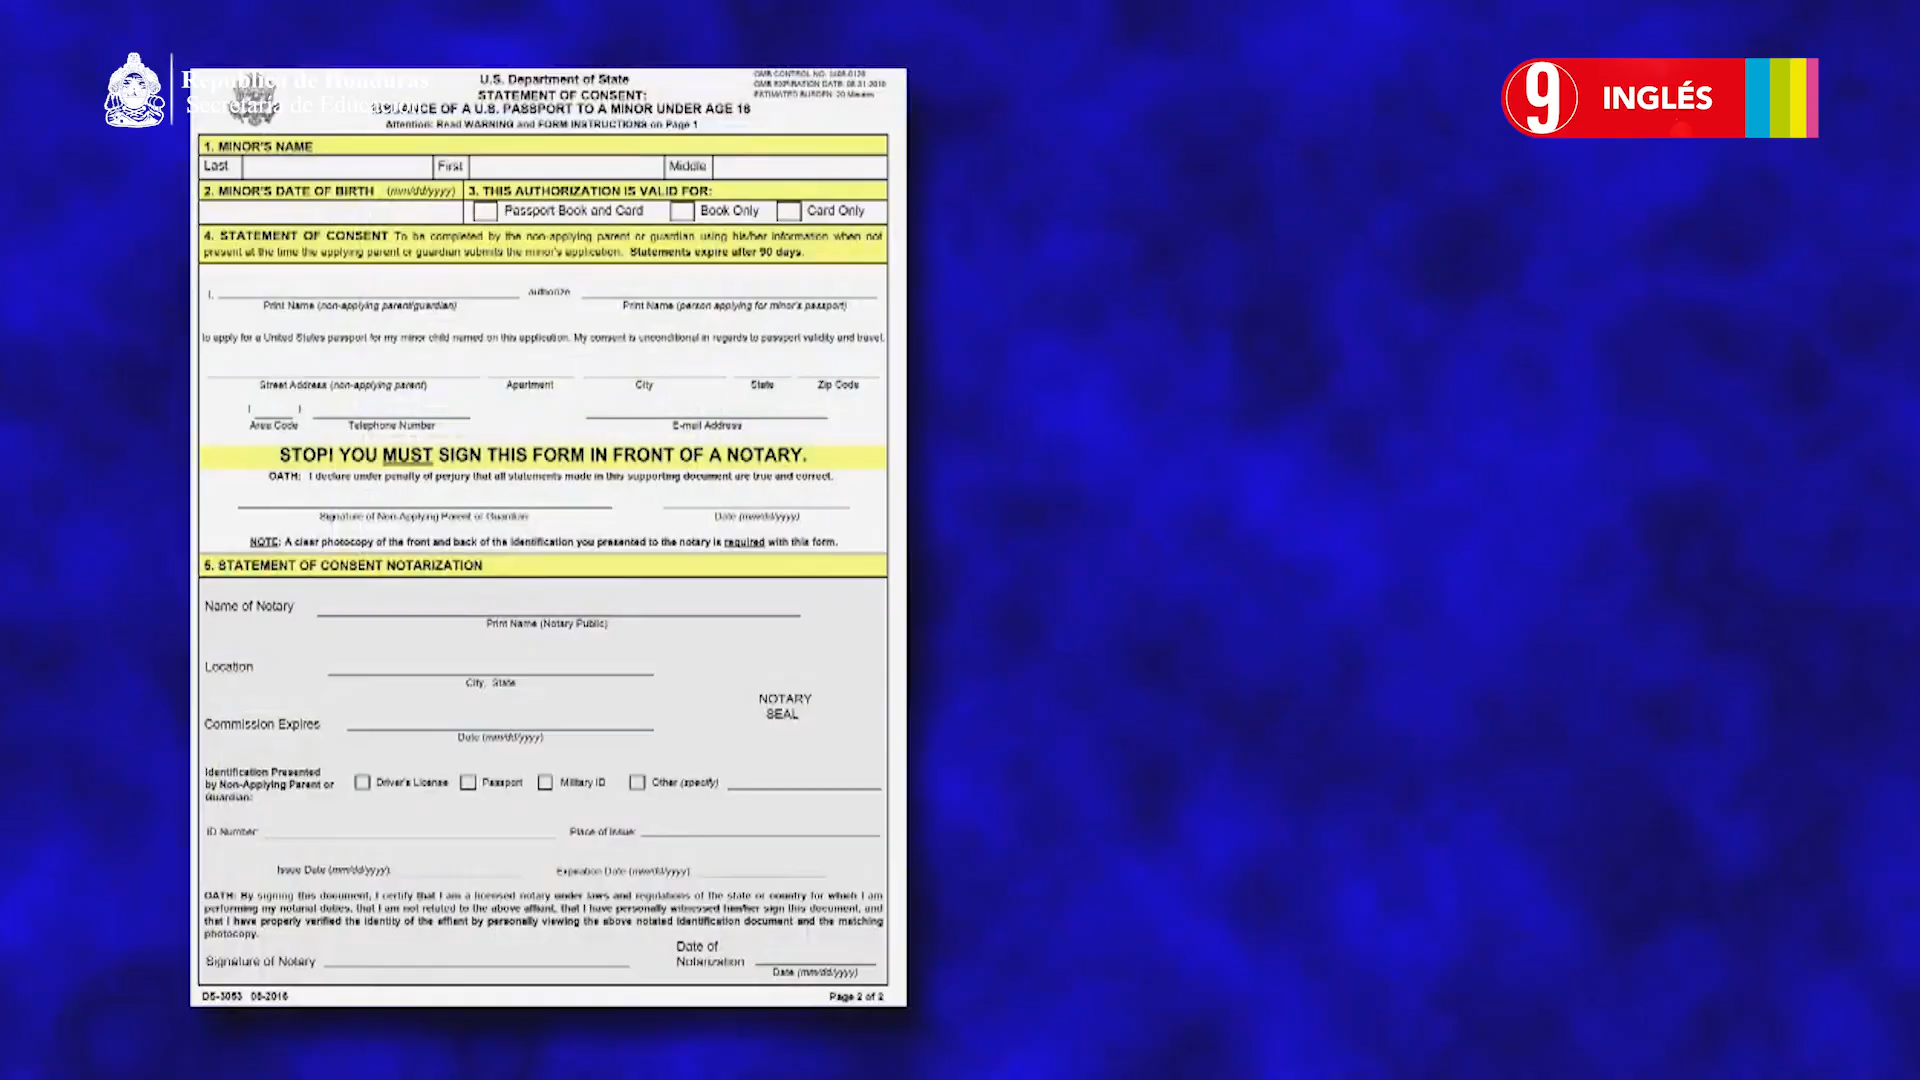 República de Honduras
Secretaría de Educación
9 INGLÉS
U.S. Department of State
STATEMENT OF CONSENT:
ISSUANCE OF A U.S. PASSPORT TO A MINOR UNDER AGE 16
Attention: Read WARNING and FORM INSTRUCTIONS on Page 1
OMB EXPIRATION DATE: 08-31-2019
ESTIMATED BURDEN: 20 Minutes
1. MINOR'S NAME
Last First Middle
2. MINOR'S DATE OF BIRTH (mm/dd/yyyy) 3. THIS AUTHORIZATION IS VALID FOR:
Passport Book and Card Book Only Card Only
4. STATEMENT OF CONSENT To be completed by the non-applying parent or guardian using his/her information when not
present at the time the applying parent or guardian submits the minor's application. Statements expire after 90 days.
I, authorize
Print Name (non-applying parent/guardian) Print Name (person applying for minor's passport)
to apply for a United States passport for my minor child named on this application. My consent is unconditional in regards to passport validity and travel.
Street Address (non-applying parent) Apartment City State Zip Code
( )
Area Code Telephone Number E-mail Address
STOP! YOU MUST SIGN THIS FORM IN FRONT OF A NOTARY.
OATH: I declare under penalty of perjury that all statements made in this supporting document are true and correct.
Signature of Non-Applying Parent or Guardian Date (mm/dd/yyyy)
NOTE: A clear photocopy of the front and back of the identification you presented to the notary is required with this form.
5. STATEMENT OF CONSENT NOTARIZATION
Name of Notary
Print Name (Notary Public)
Location
City, State
NOTARY
SEAL
Commission Expires
Date (mm/dd/yyyy)
Identification Presented
by Non-Applying Parent or
Guardian:
Driver's License Passport Military ID Other (specify)
ID Number: Place of Issue:
Issue Date (mm/dd/yyyy) Expiration Date (mm/dd/yyyy)
OATH: By signing this document, I certify that I am a licensed notary under laws and regulations of the state or country for which I am
performing my notarial duties, that I am not related to the above affiant, that I have personally witnessed him/her sign this document, and
that I have properly verified the identity of the affiant by personally viewing the above notated identification document and the matching
photocopy.
Signature of Notary
Date of
Notarization
Date (mm/dd/yyyy)
DS-3053 08-2016 Page 2 of 2